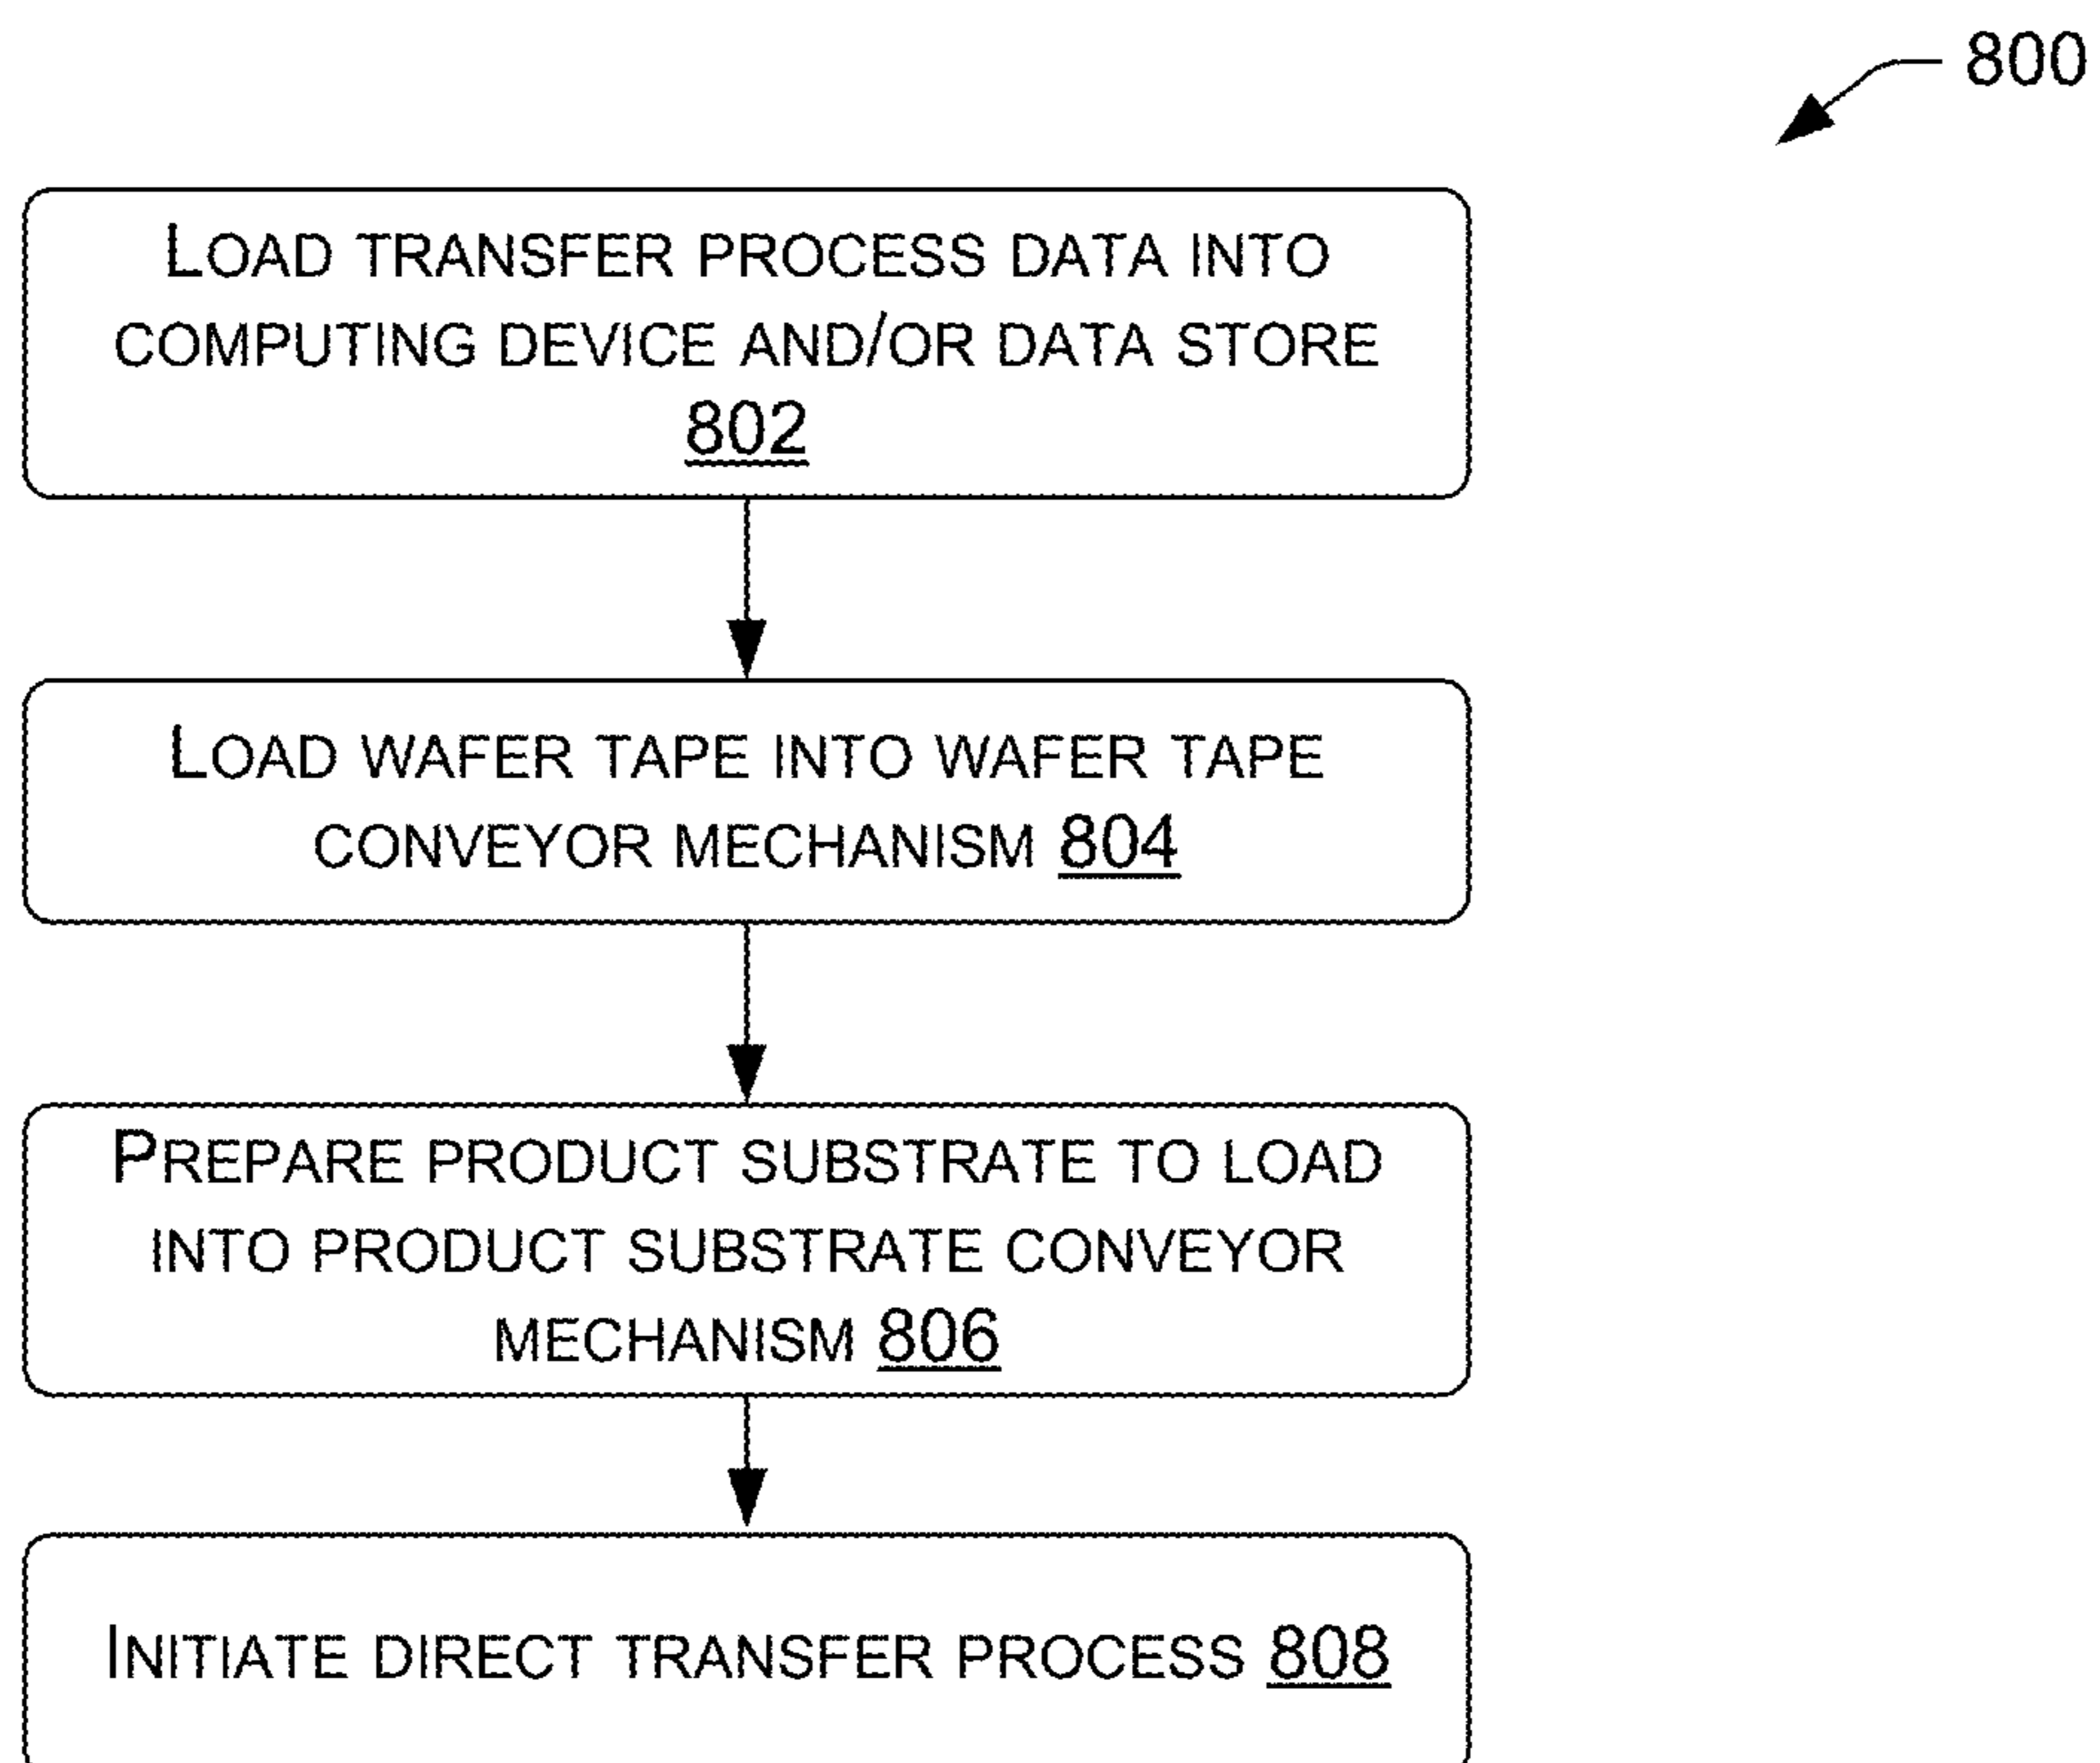 800
LOAD TRANSFER PROCESS DATA INTO
COMPUTING DEVICE AND/OR DATA STORE
802
LOAD WAFER TAPE INTO WAFER TAPE
CONVEYOR MECHANISM 804
PREPARE PRODUCT SUBSTRATE TO LOAD
INTO PRODUCT SUBSTRATE CONVEYOR
MECHANISM 806
INITIATE DIRECT TRANSFER PROCESS 808